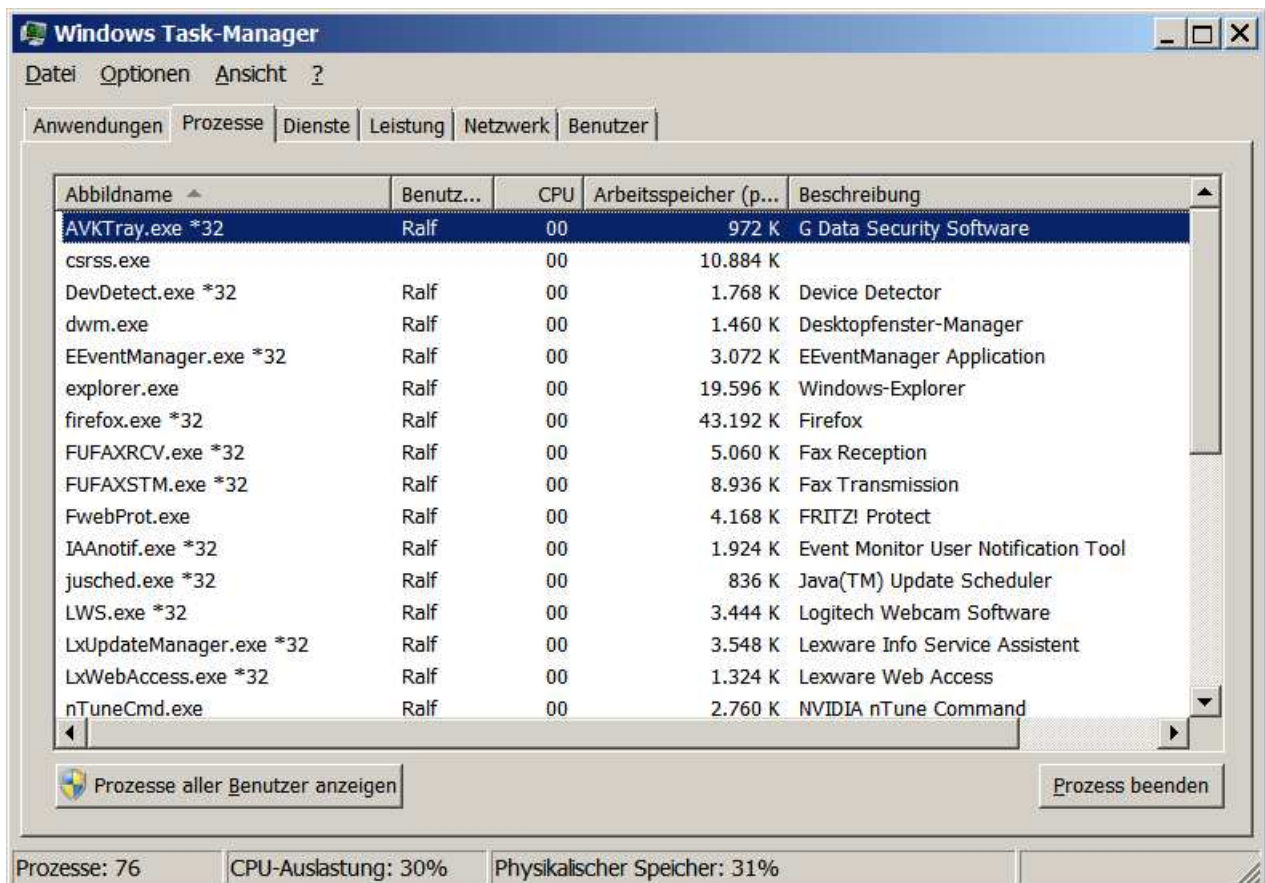 Windows Task-Manager
Datei Optionen Ansicht ?
Anwendungen Prozesse Dienste Leistung Netzwerk Benutzer
Abbildname Benutz... CPU Arbeitsspeicher (p... Beschreibung
AVKTray.exe *32 Ralf 00 972 K G Data Security Software
csrss.exe 00 10.884 K
DevDetect.exe *32 Ralf 00 1.768 K Device Detector
dwm.exe Ralf 00 1.460 K Desktopfenster-Manager
EEventManager.exe *32 Ralf 00 3.072 K EEventManager Application
explorer.exe Ralf 00 19.596 K Windows-Explorer
firefox.exe *32 Ralf 00 43.192 K Firefox
FUFAXRCV.exe *32 Ralf 00 5.060 K Fax Reception
FUFAXSTM.exe *32 Ralf 00 8.936 K Fax Transmission
FwebProt.exe Ralf 00 4.168 K FRITZ! Protect
IAAnotif.exe *32 Ralf 00 1.924 K Event Monitor User Notification Tool
jusched.exe *32 Ralf 00 836 K Java(TM) Update Scheduler
LWS.exe *32 Ralf 00 3.444 K Logitech Webcam Software
LxUpdateManager.exe *32 Ralf 00 3.548 K Lexware Info Service Assistent
LxWebAccess.exe *32 Ralf 00 1.324 K Lexware Web Access
nTuneCmd.exe Ralf 00 2.760 K NVIDIA nTune Command
Prozesse aller Benutzer anzeigen Prozess beenden
Prozesse: 76 CPU-Auslastung: 30% Physikalischer Speicher: 31%